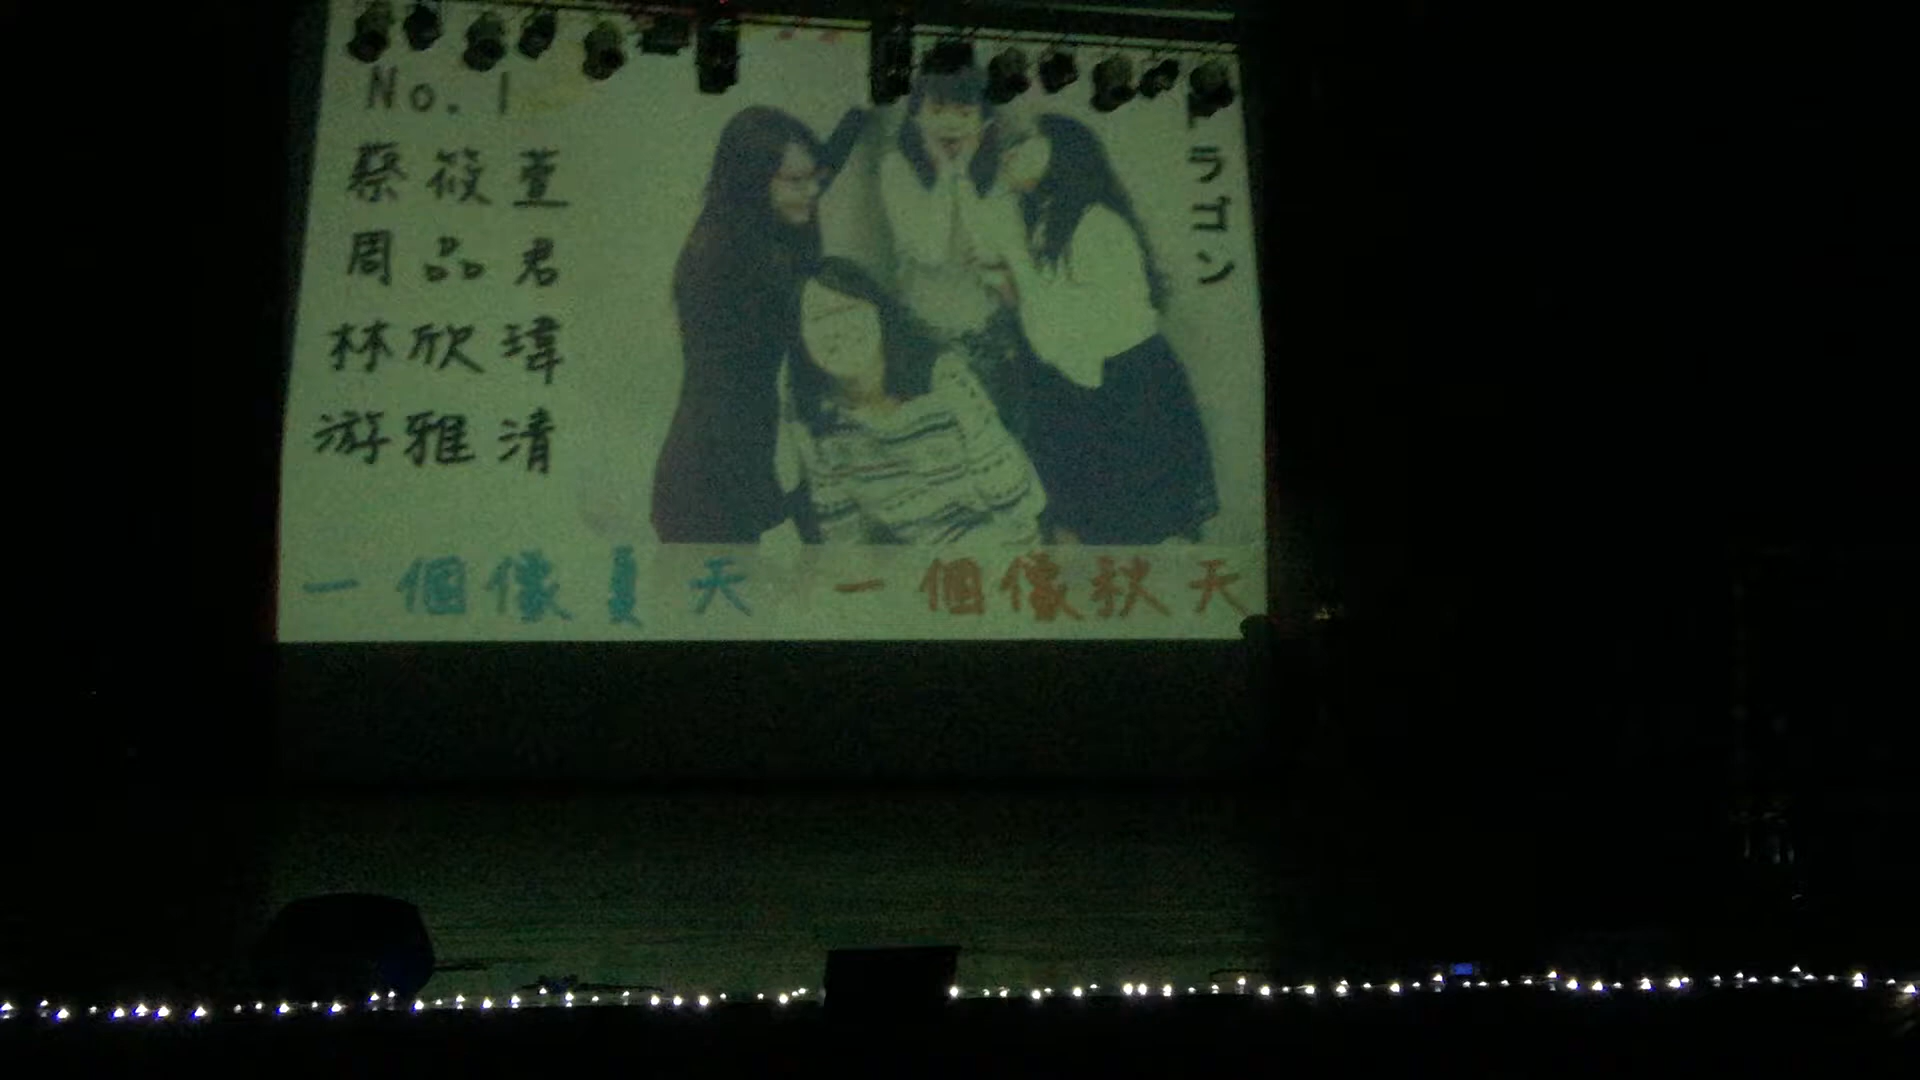 No. 1
蔡筱萱
周品君
林欣瑋
游雅清
ラゴン
一個像夏天 一個像秋天